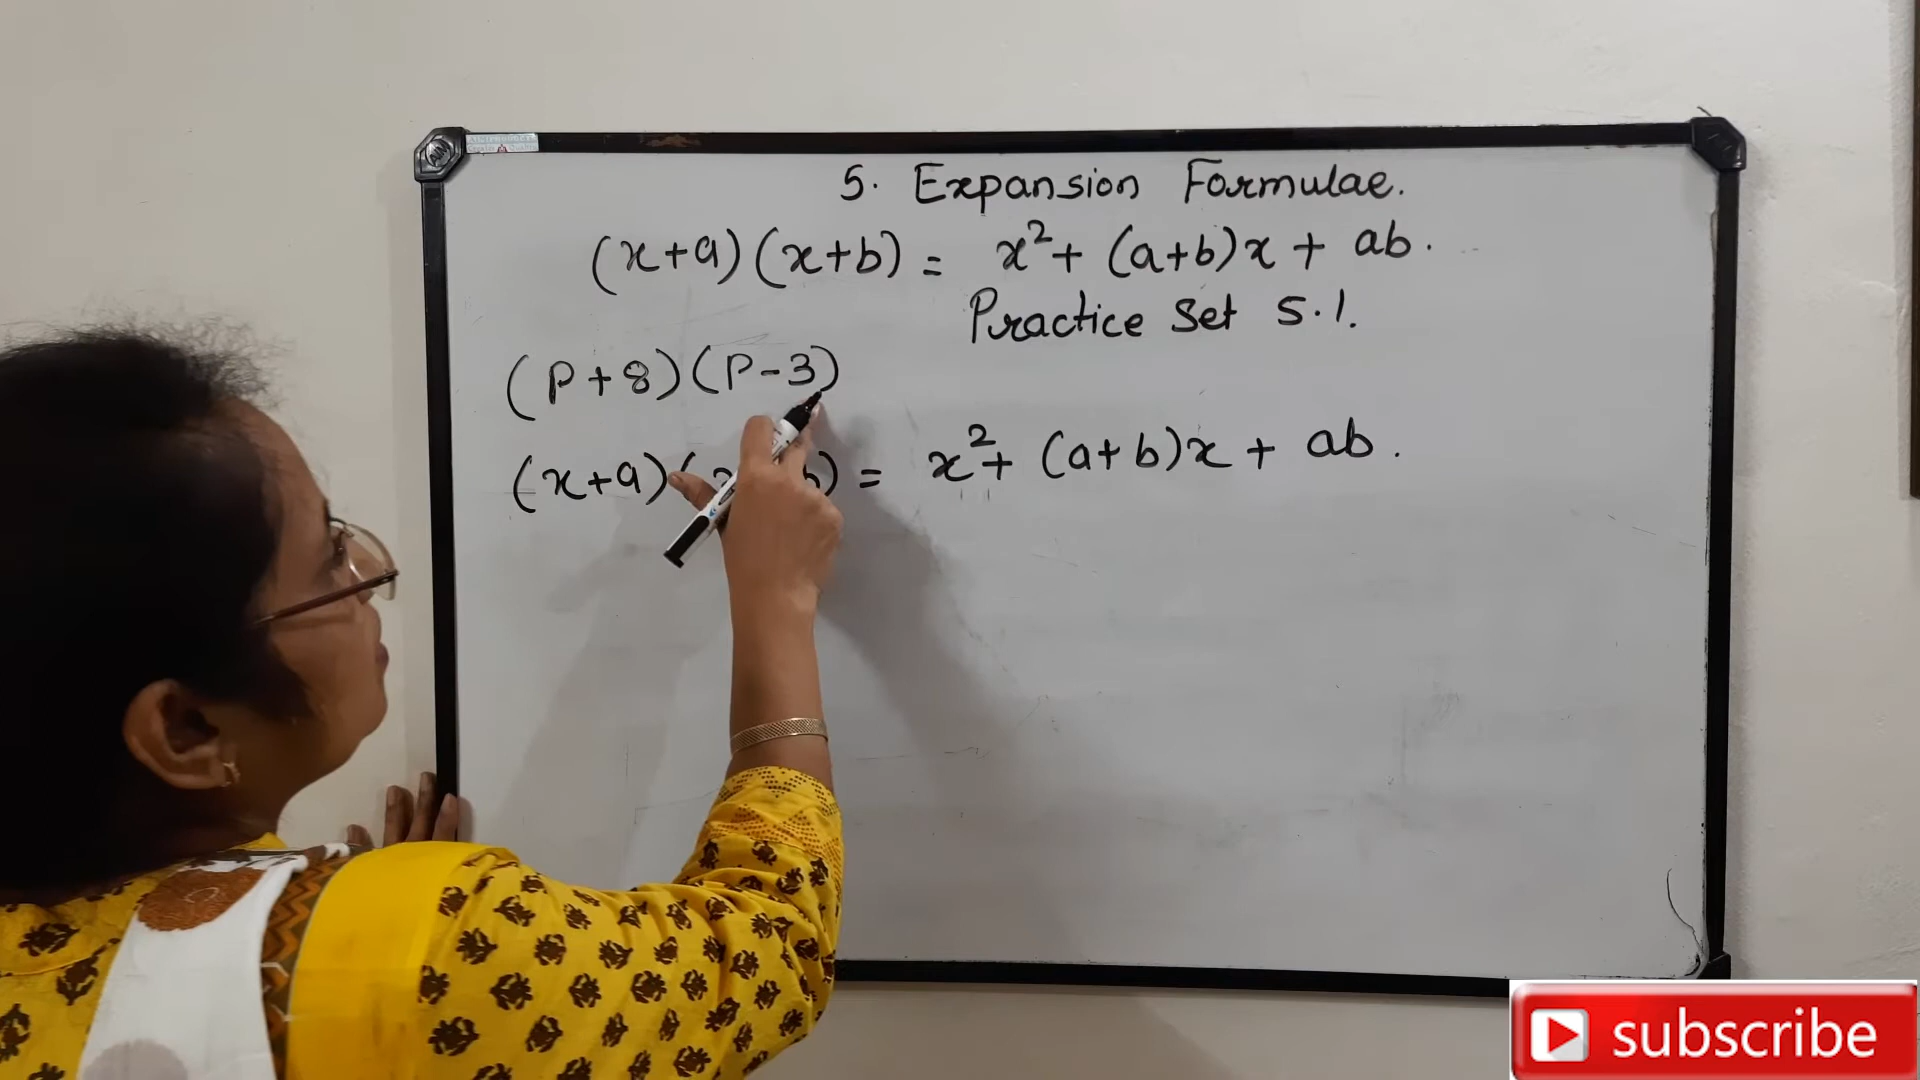 5. Expansion Formulae.
(x+a)(x+b) = x²+ (a+b)x + ab.
Practice Set 5.1.
(P+8)(P-3)
(x+a)( b) = x²+ (a+b)x + ab.
subscribe